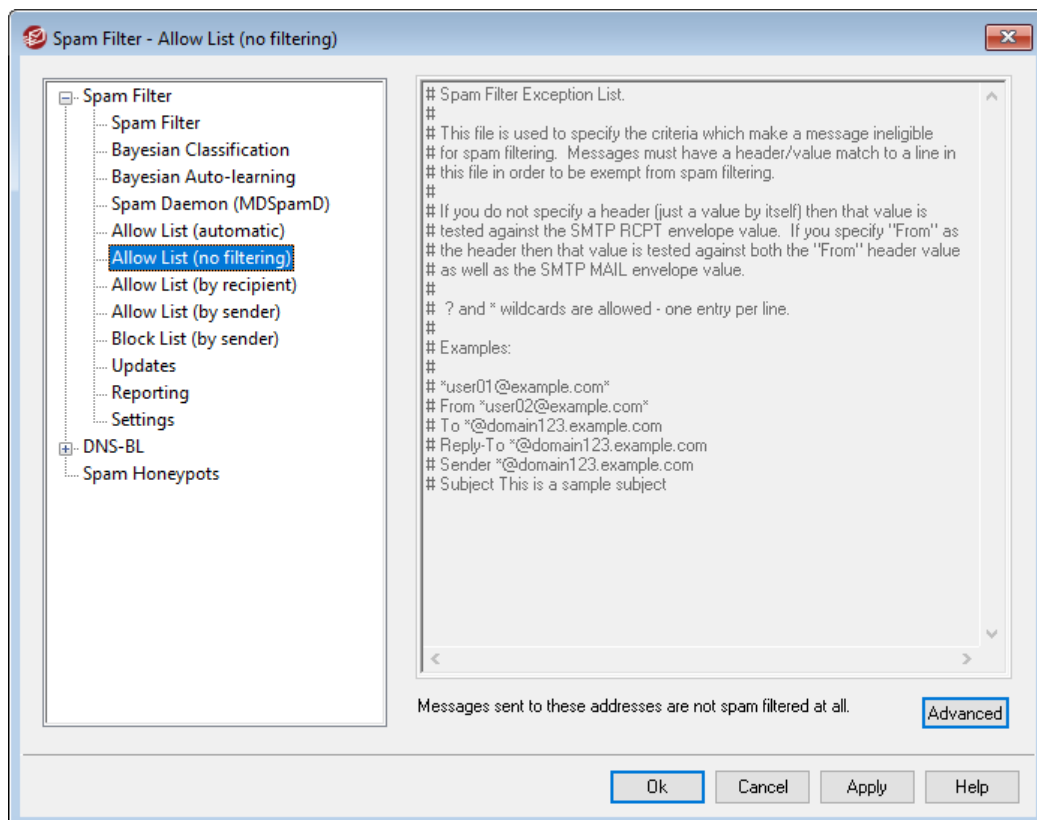 Spam Filter - Allow List (no filtering)
Spam Filter
Spam Filter
Bayesian Classification
Bayesian Auto-learning
Spam Daemon (MDSpamD)
Allow List (automatic)
Allow List (no filtering)
Allow List (by recipient)
Allow List (by sender)
Block List (by sender)
Updates
Reporting
Settings
DNS-BL
Spam Honeypots
# Spam Filter Exception List.
#
# This file is used to specify the criteria which make a message ineligible
# for spam filtering.  Messages must have a header/value match to a line in
# this file in order to be exempt from spam filtering.
#
# If you do not specify a header (just a value by itself) then that value is
# tested against the SMTP RCPT envelope value.  If you specify "From" as
# the header then that value is tested against both the "From" header value
# as well as the SMTP MAIL envelope value.
#
#  ? and * wildcards are allowed - one entry per line.
#
# Examples:
#
# *user01@example.com*
# From *user02@example.com*
# To *@domain123.example.com
# Reply-To *@domain123.example.com
# Sender *@domain123.example.com
# Subject This is a sample subject
Messages sent to these addresses are not spam filtered at all.
Advanced
Ok
Cancel
Apply
Help